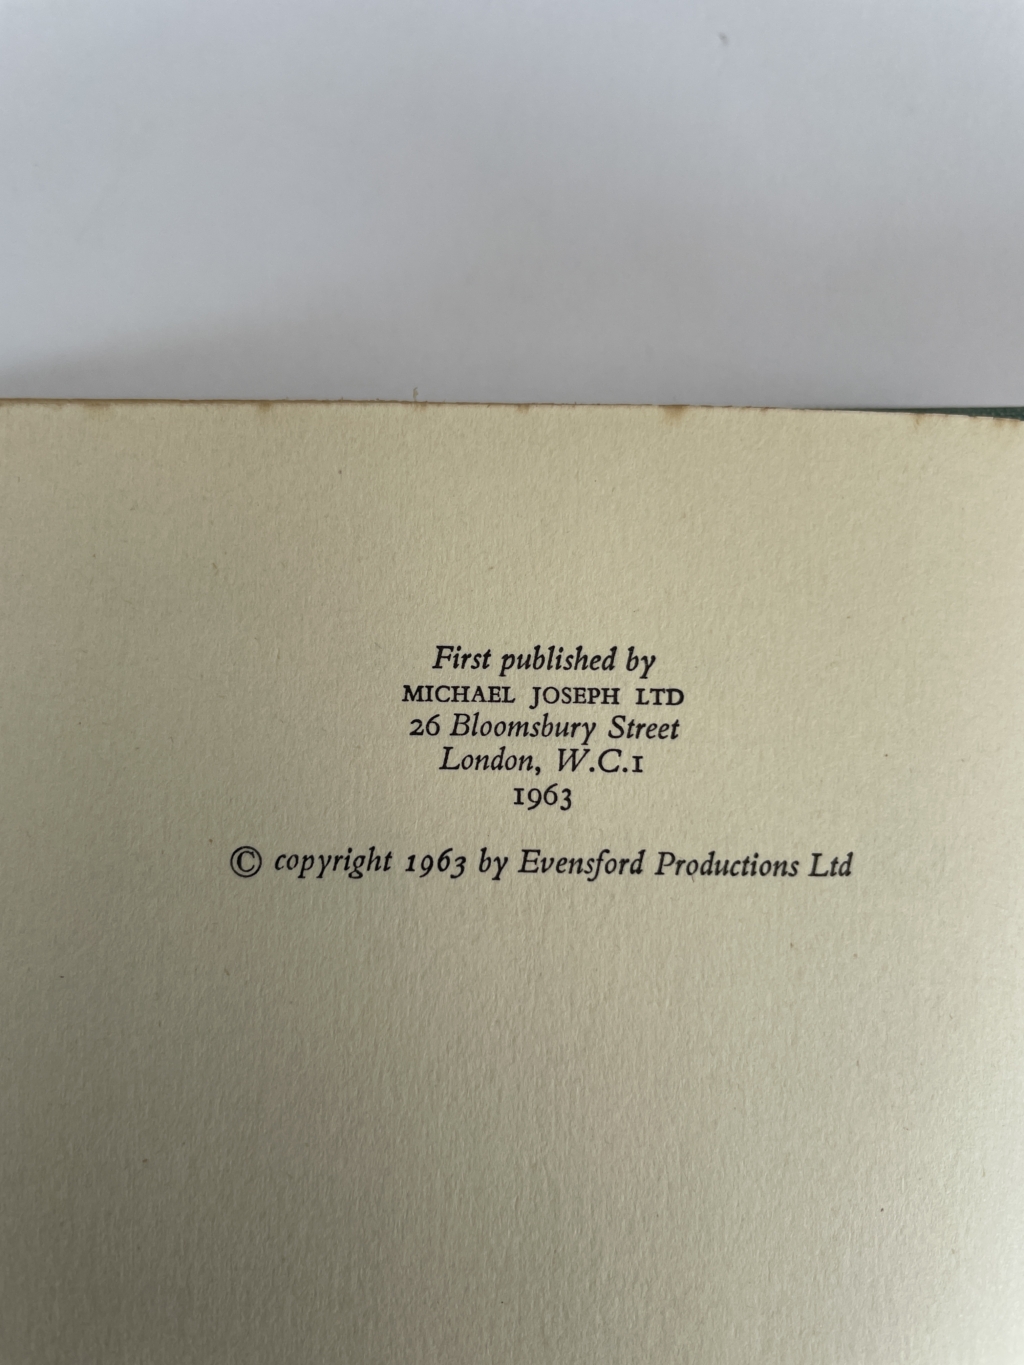 First published by
MICHAEL JOSEPH LTD
26 Bloomsbury Street
London, W.C.1
1963
© copyright 1963 by Evensford Productions Ltd